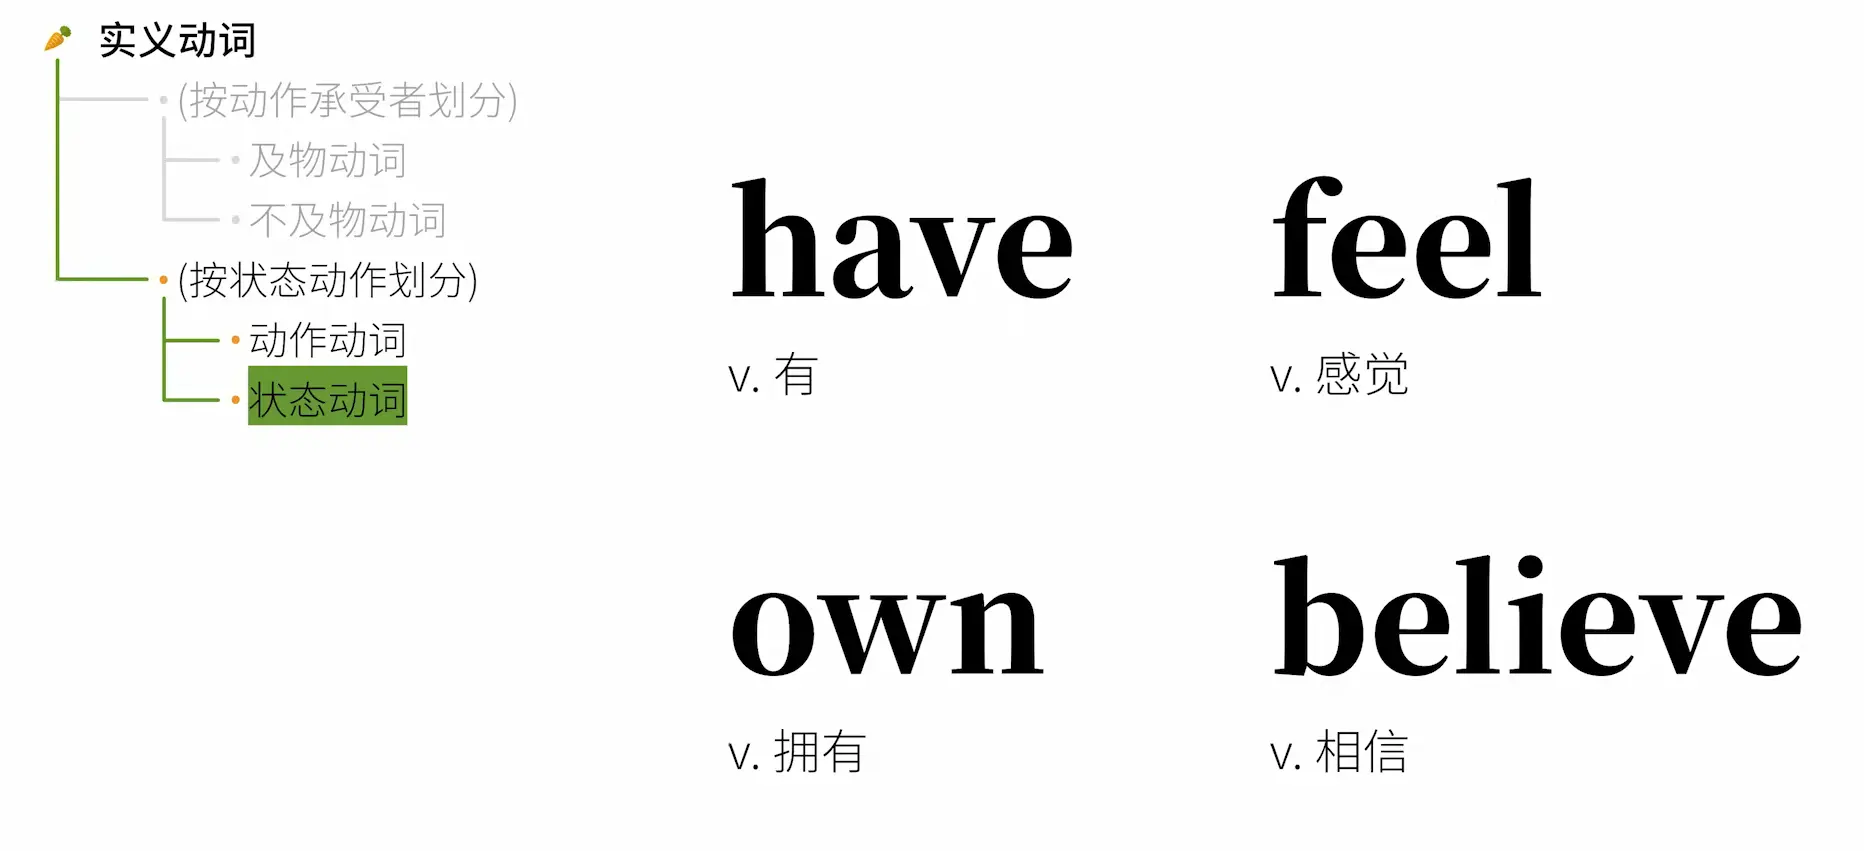 实义动词
(按动作承受者划分)
及物动词
不及物动词
(按状态动作划分)
动作动词
状态动词
have
v. 有
feel
v. 感觉
own
v. 拥有
believe
v. 相信